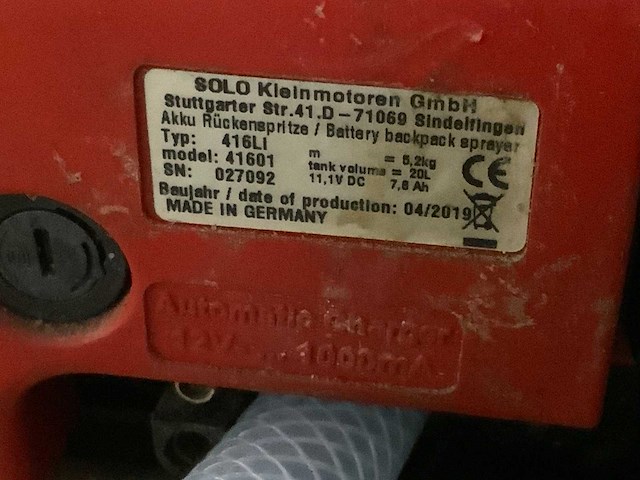 SOLO Kleinmotoren GmbH
Stuttgarter Str.41.D-71069 Sindelfingen
Akku Rückenspritze / Battery backpack sprayer
Typ: 416LI
model: 41601
SN: 027092
m = 5,2kg
tank volume = 20L
11,1V DC 7,8 Ah
Baujahr / date of production: 04/2019
MADE IN GERMANY
CE
Automatic Charger
1000mA